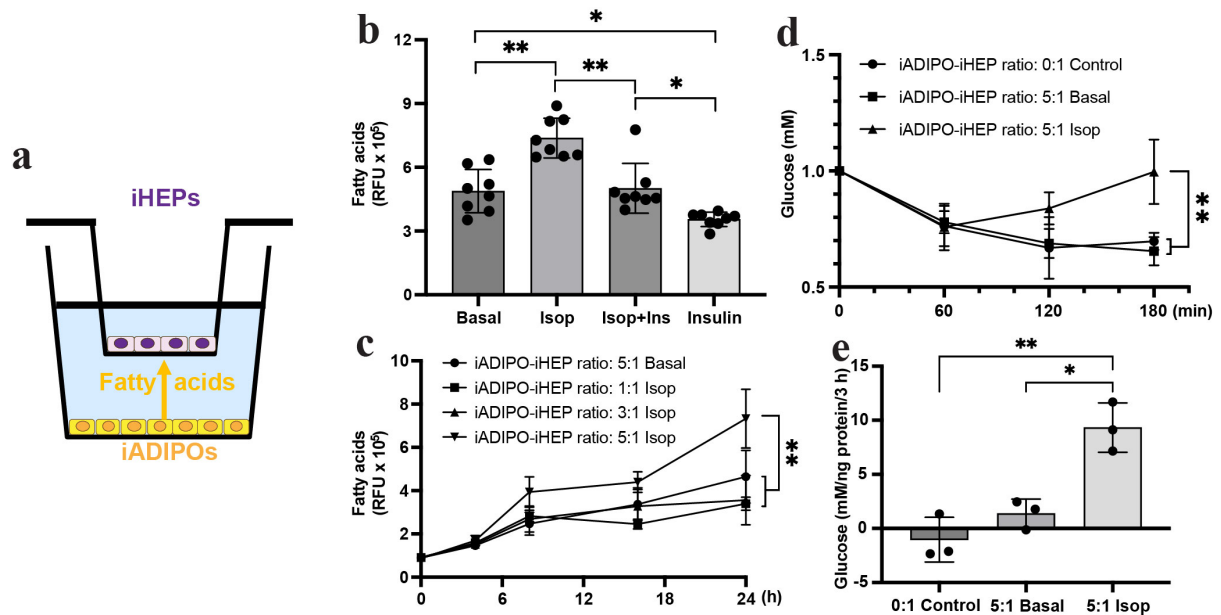 a
iHEPs
Fatty acids
iADIPOs
b
Fatty acids
(RFU x 10⁵)
12
9
6
3
0
*
**
**
*
Basal Isop Isop+Ins Insulin
c
Fatty acids
(RFU x 10⁵)
10
8
6
4
2
0
iADIPO-iHEP ratio: 5:1 Basal
iADIPO-iHEP ratio: 1:1 Isop
iADIPO-iHEP ratio: 3:1 Isop
iADIPO-iHEP ratio: 5:1 Isop
**
0 4 8 12 16 20 24 (h)
d
Glucose (mM)
1.5
1.0
0.5
iADIPO-iHEP ratio: 0:1 Control
iADIPO-iHEP ratio: 5:1 Basal
iADIPO-iHEP ratio: 5:1 Isop
**
0 60 120 180 (min)
e
Glucose (mM/ng protein/3 h)
15
10
5
0
-5
**
*
0:1 Control 5:1 Basal 5:1 Isop